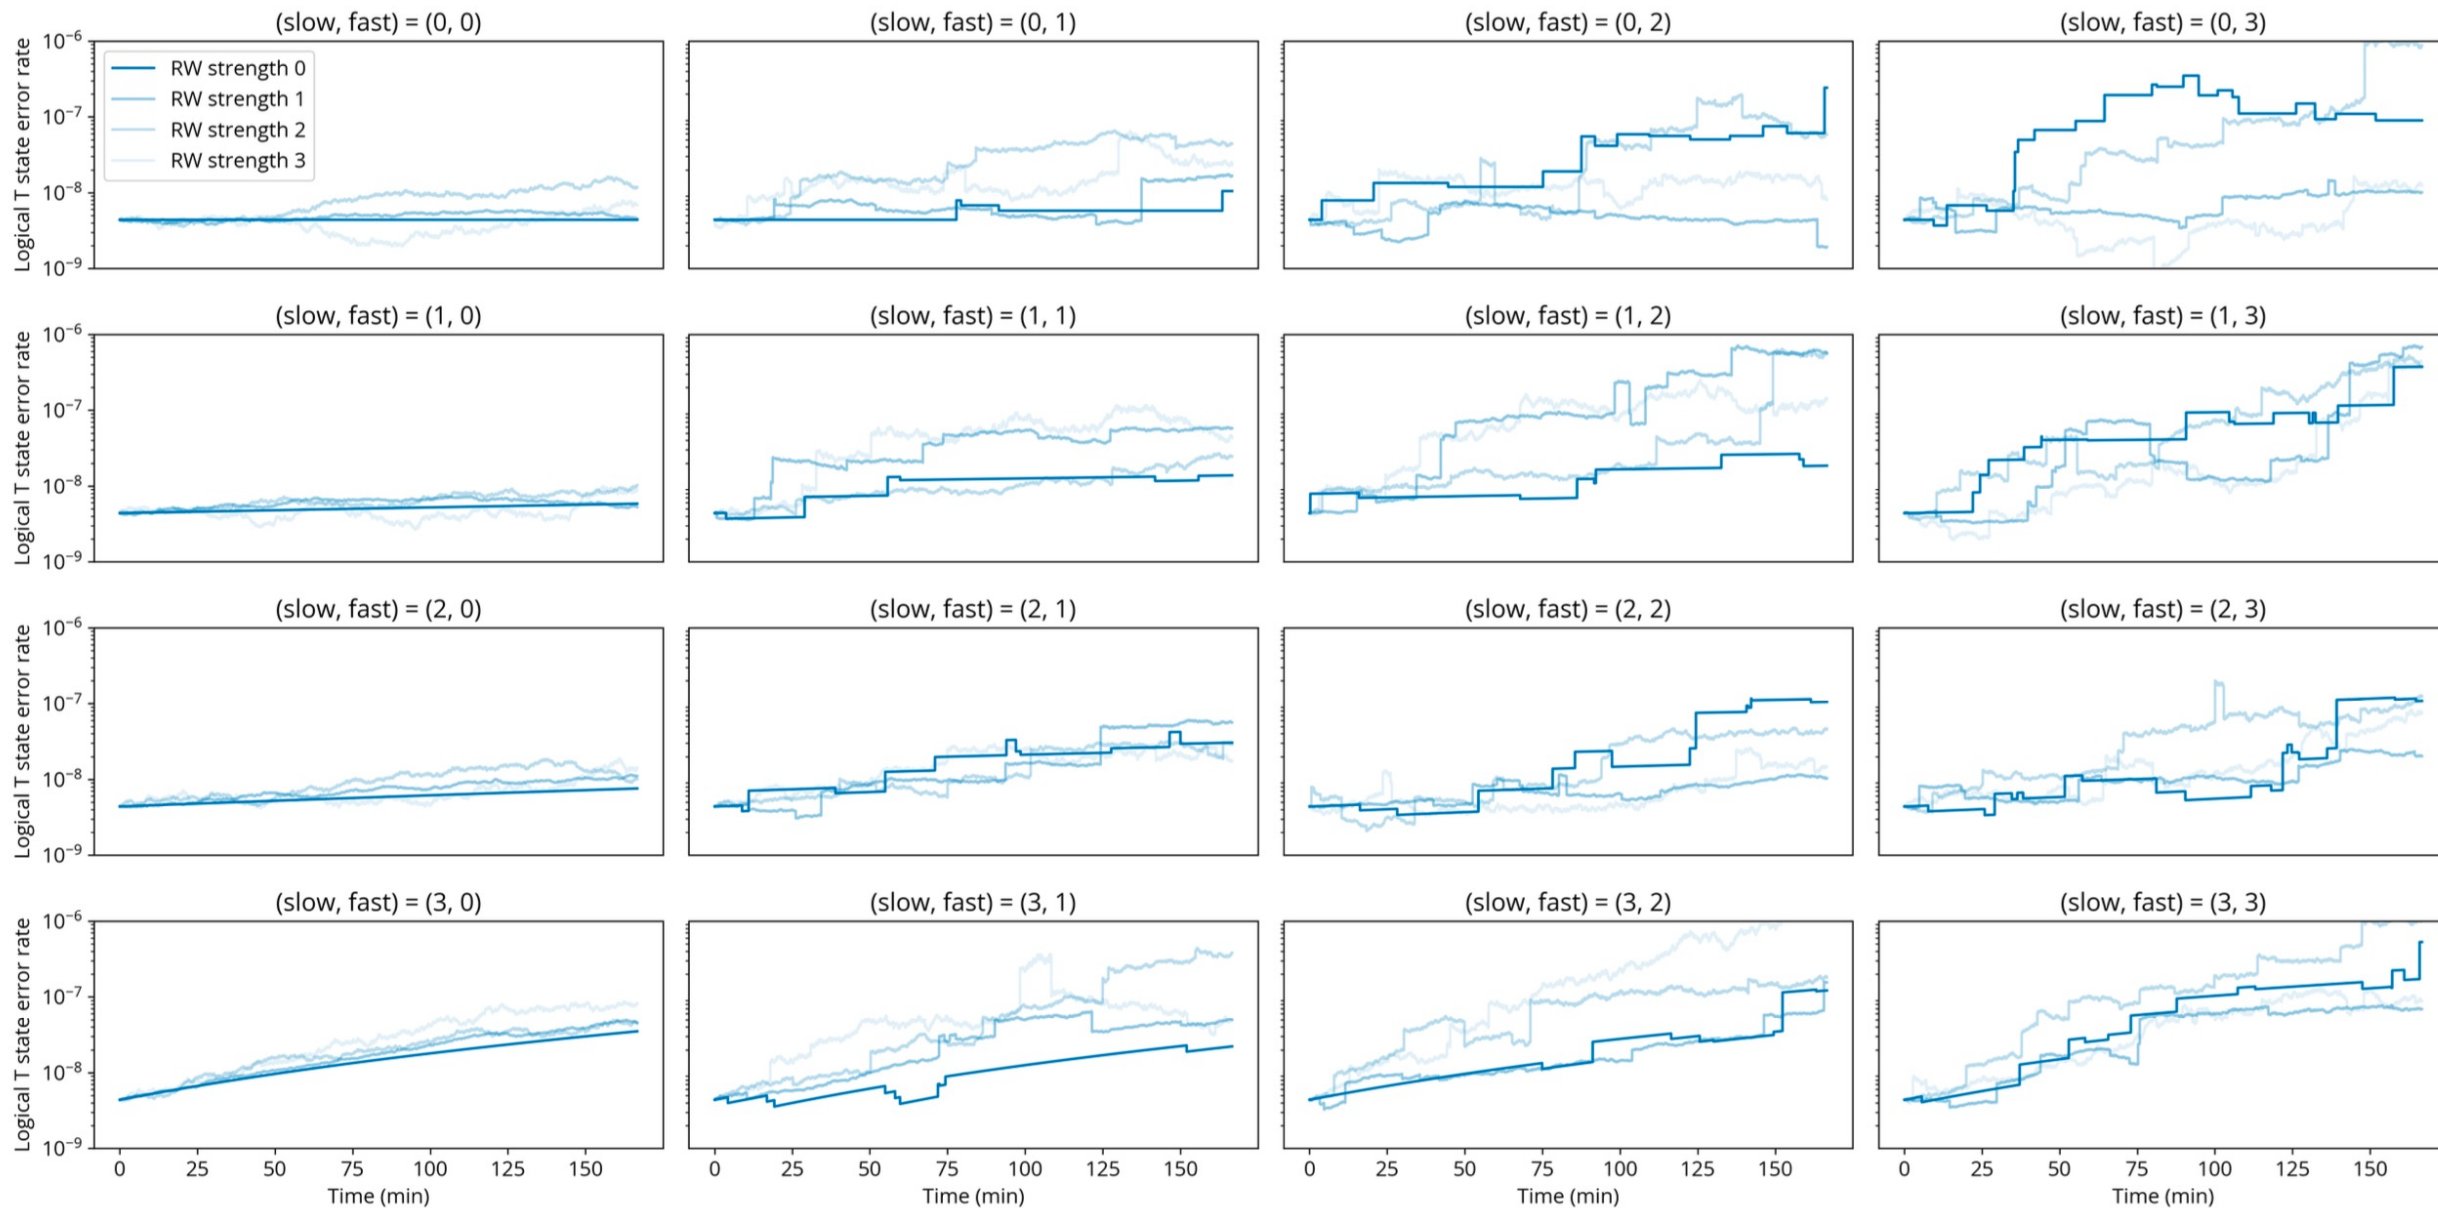 (slow, fast) = (0, 0)
(slow, fast) = (0, 1)
(slow, fast) = (0, 2)
(slow, fast) = (0, 3)
Logical T state error rate
10⁻⁶
10⁻⁷
10⁻⁸
10⁻⁹
RW strength 0
RW strength 1
RW strength 2
RW strength 3
(slow, fast) = (1, 0)
(slow, fast) = (1, 1)
(slow, fast) = (1, 2)
(slow, fast) = (1, 3)
Logical T state error rate
10⁻⁶
10⁻⁷
10⁻⁸
10⁻⁹
(slow, fast) = (2, 0)
(slow, fast) = (2, 1)
(slow, fast) = (2, 2)
(slow, fast) = (2, 3)
Logical T state error rate
10⁻⁶
10⁻⁷
10⁻⁸
10⁻⁹
(slow, fast) = (3, 0)
(slow, fast) = (3, 1)
(slow, fast) = (3, 2)
(slow, fast) = (3, 3)
Logical T state error rate
10⁻⁶
10⁻⁷
10⁻⁸
10⁻⁹
0 25 50 75 100 125 150
0 25 50 75 100 125 150
0 25 50 75 100 125 150
0 25 50 75 100 125 150
Time (min)
Time (min)
Time (min)
Time (min)